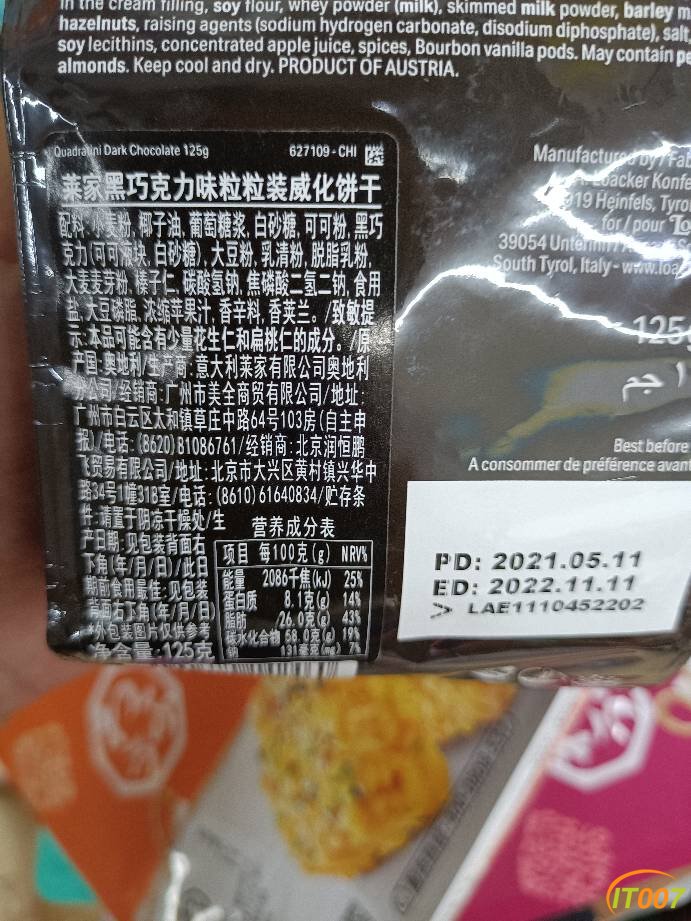 in the cream filling, soy flour, whey powder (milk), skimmed milk powder, barley m
hazelnuts, raising agents (sodium hydrogen carbonate, disodium diphosphate), salt,
soy lecithins, concentrated apple juice, spices, Bourbon vanilla pods. May contain pe
almonds. Keep cool and dry. PRODUCT OF AUSTRIA.
Quadratini Dark Chocolate 125g 627109-CHI
莱家黑巧克力味粒粒装威化饼干
配料:小麦粉, 椰子油, 葡萄糖浆, 白砂糖, 可可粉, 黑巧
克力(可可液块, 白砂糖), 大豆粉, 乳清粉, 脱脂乳粉,
大麦麦芽粉, 榛子仁, 碳酸氢钠, 焦磷酸二氢二钠, 食用
盐, 大豆磷脂, 浓缩苹果汁, 香辛料, 香荚兰。/致敏提
示:本品可能含有少量花生仁和扁桃仁的成分。/原
产国:奥地利/生产商:意大利莱家有限公司奥地利
分公司/经销商:广州市美全商贸有限公司/地址:
广州市白云区太和镇草庄中路64号103房(自主申
报)/电话:(8620)81086761/经销商:北京润恒鹏
飞贸易有限公司/地址:北京市大兴区黄村镇兴华中
路34号1幢318室/电话:(8610)61640834/贮存条
件:请置于阴凉干燥处/生
产日期:见包装背面右
下角(年/月/日)/此日
期前食用最佳:见包装
背面右下角(年/月/日)
*外包装图片仅供参考
净含量:125克
营养成分表
项目 每100克(g) NRV%
能量 2086千焦(kJ) 25%
蛋白质 8.1克(g) 14%
脂肪 26.0克(g) 43%
碳水化合物 58.0克(g) 19%
钠 131毫克(mg) 7%
Manufactured by / Fab
Loacker Konfe
919 Heinfels, Tyro
for / pour Lo
39054 Unterinn
South Tyrol, Italy - www.loa
125
Best before
A consommer de préférence avant
PD: 2021.05.11
ED: 2022.11.11
> LAE1110452202
IT007